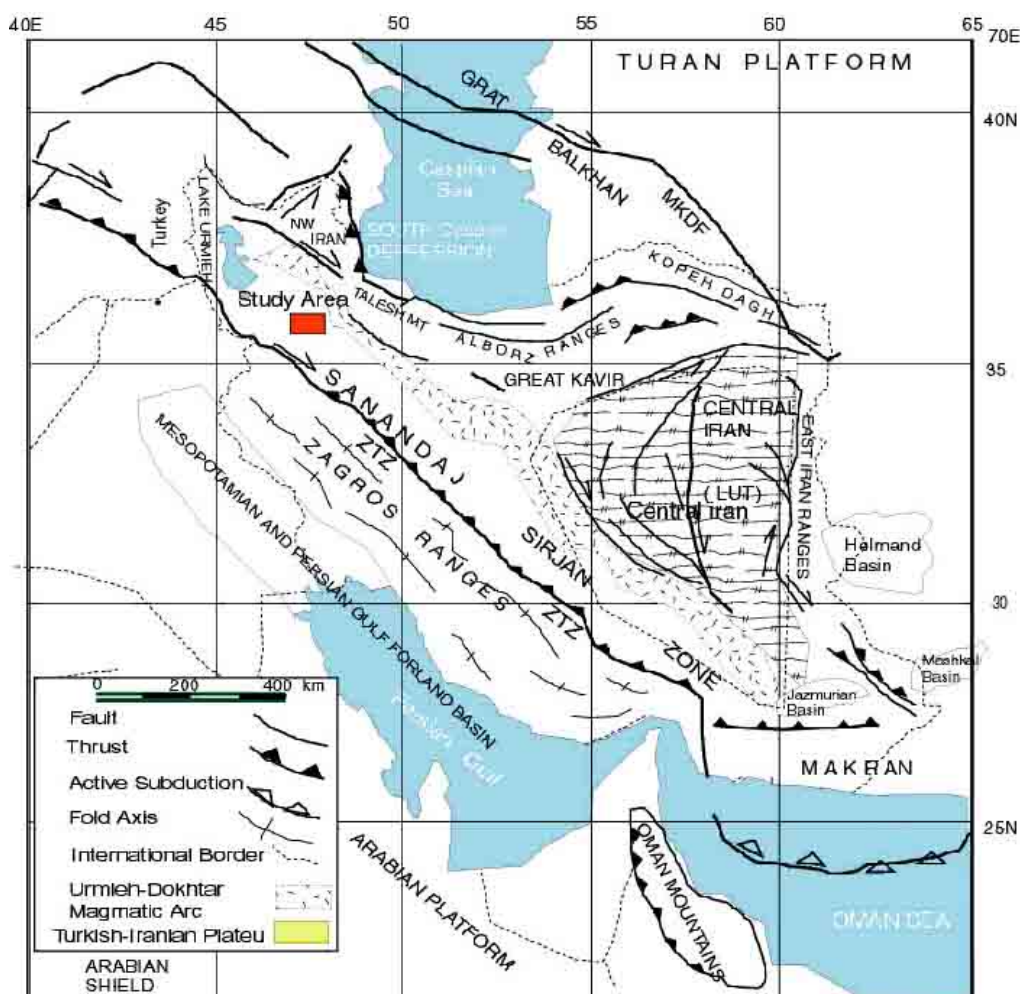 40E
45
50
55
60
65
70E
TURAN PLATFORM
GRAT
40N
BALKHAN
Caspian
Sea
MKDF
LAKE URMIEH
Turkey
NW
IRAN
SOUTH
DEPRESSION
KOPEH DAGH
Study Area
TALESH MT
ALBORZ RANGES
35
GREAT KAVIR
SANANDAJ
CENTRAL
IRAN
EAST IRAN RANGES
ZTZ
MESOPOTAMIAN AND PERSIAN GULF FORLAND BASIN
ZAGROS
RANGES
(LUT)
Central iran
SIRJAN
Helmand
Basin
30
ZTZ
ZONE
Mashkal
Basin
Jazmurian
Basin
0 200 400 km
Persian Gulf
Fault
Thrust
MAKRAN
Active Subduction
Fold Axis
25N
International Border
ARABIAN PLATFORM
OMAN MOUNTAINS
Urmieh-Dokhtar
Magmatic Arc
OMAN SEA
Turkish-Iranian Plateu
ARABIAN
SHIELD